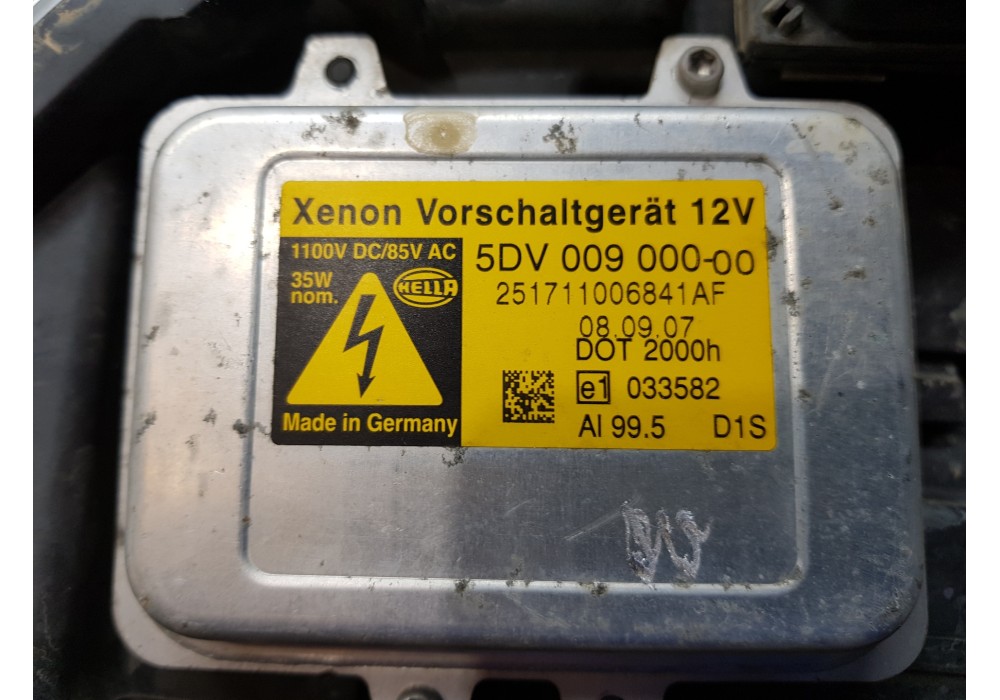 Xenon Vorschaltgerät 12V
1100V DC/85V AC
35W
nom.
HELLA
Made in Germany
5DV 009 000-00
251711006841AF
08.09.07
DOT 2000h
e1 033582
Al 99.5 D1S